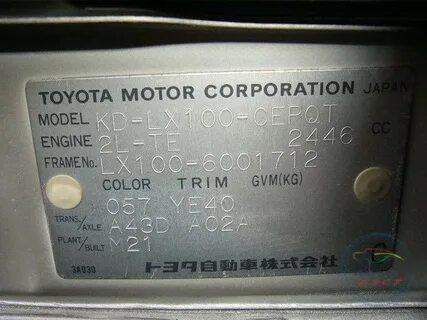 TOYOTA MOTOR CORPORATION JAPAN
MODEL KD-LX100-CEPQT
ENGINE 2L-TE 2446 CC
FRAME No. LX100-6001712
COLOR TRIM GVM(KG)
057 YE40
TRANS./AXLE A43D A02A
PLANT/BUILT M21
3A030 トヨタ自動車株式会社 C